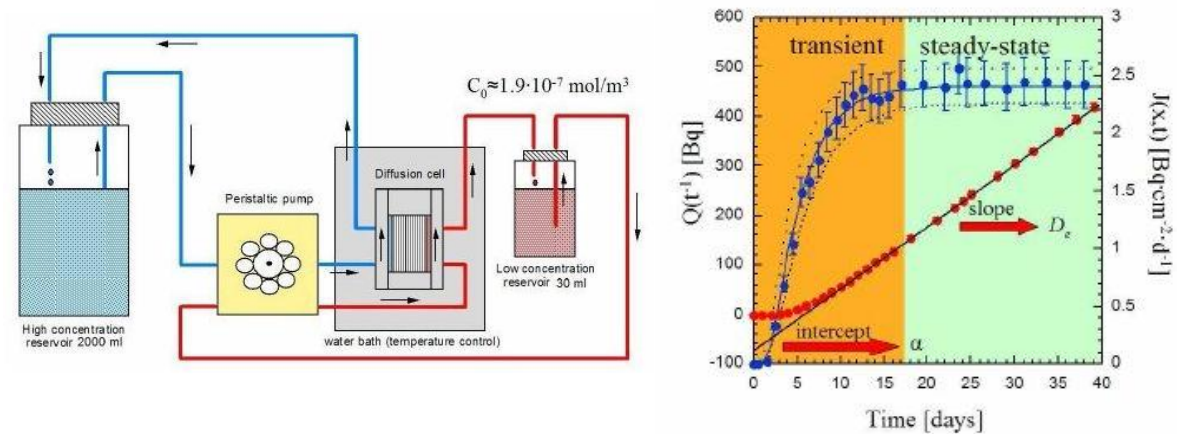 C₀≈1.9·10⁻⁷ mol/m³
Diffusion cell
Peristaltic pump
Low concentration
reservoir 30 ml
High concentration
reservoir 2000 ml
water bath (temperature control)
600
500
400
300
200
100
0
-100
Q(t⁻¹) [Bq]
transient
steady-state
slope
Dₑ
intercept
α
3
2.5
2
1.5
1
0.5
0
J(x,t) [Bq·cm⁻²·d⁻¹]
0 5 10 15 20 25 30 35 40
Time [days]